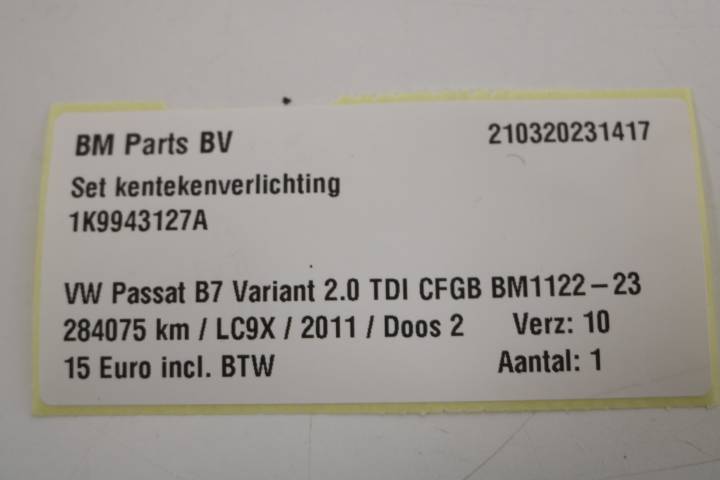 BM Parts BV 210320231417
Set kentekenverlichting
1K9943127A
VW Passat B7 Variant 2.0 TDI CFGB BM1122-23
284075 km / LC9X / 2011 / Doos 2 Verz: 10
15 Euro incl. BTW Aantal: 1